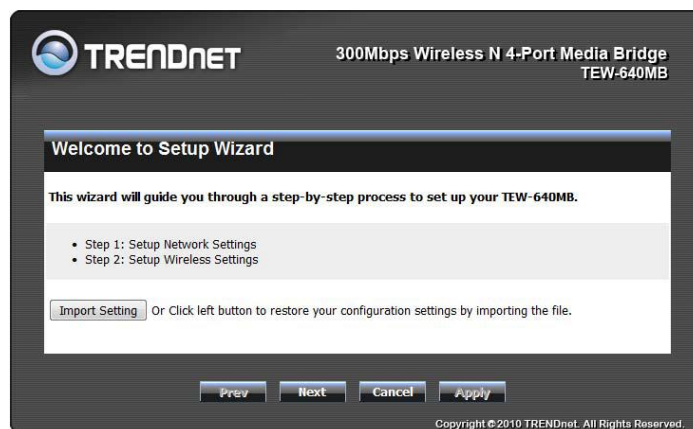 TRENDNET
300Mbps Wireless N 4-Port Media Bridge
TEW-640MB
Welcome to Setup Wizard
This wizard will guide you through a step-by-step process to set up your TEW-640MB.
• Step 1: Setup Network Settings
• Step 2: Setup Wireless Settings
Import Setting Or Click left button to restore your configuration settings by importing the file.
Prev Next Cancel Apply
Copyright © 2010 TRENDnet. All Rights Reserved.